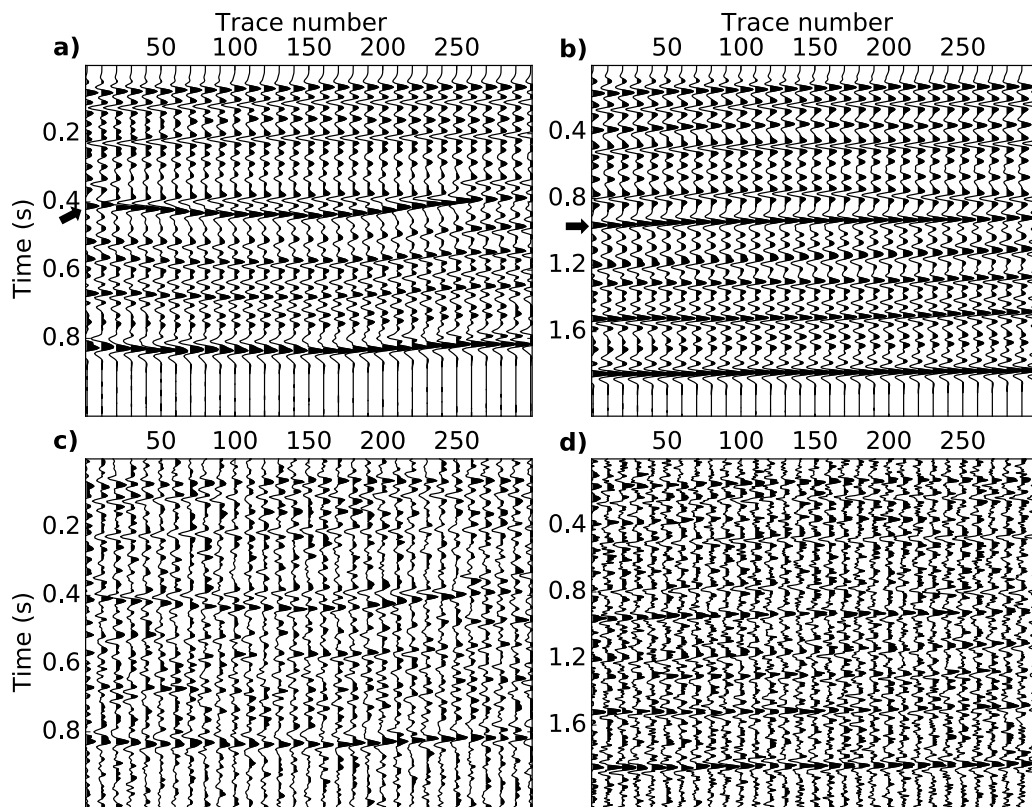 Trace number
Trace number
a) 50 100 150 200 250
b) 50 100 150 200 250
0.2
0.4
0.6
0.8
Time (s)
0.4
0.8
1.2
1.6
c) 50 100 150 200 250
d) 50 100 150 200 250
0.2
0.4
0.6
0.8
Time (s)
0.4
0.8
1.2
1.6